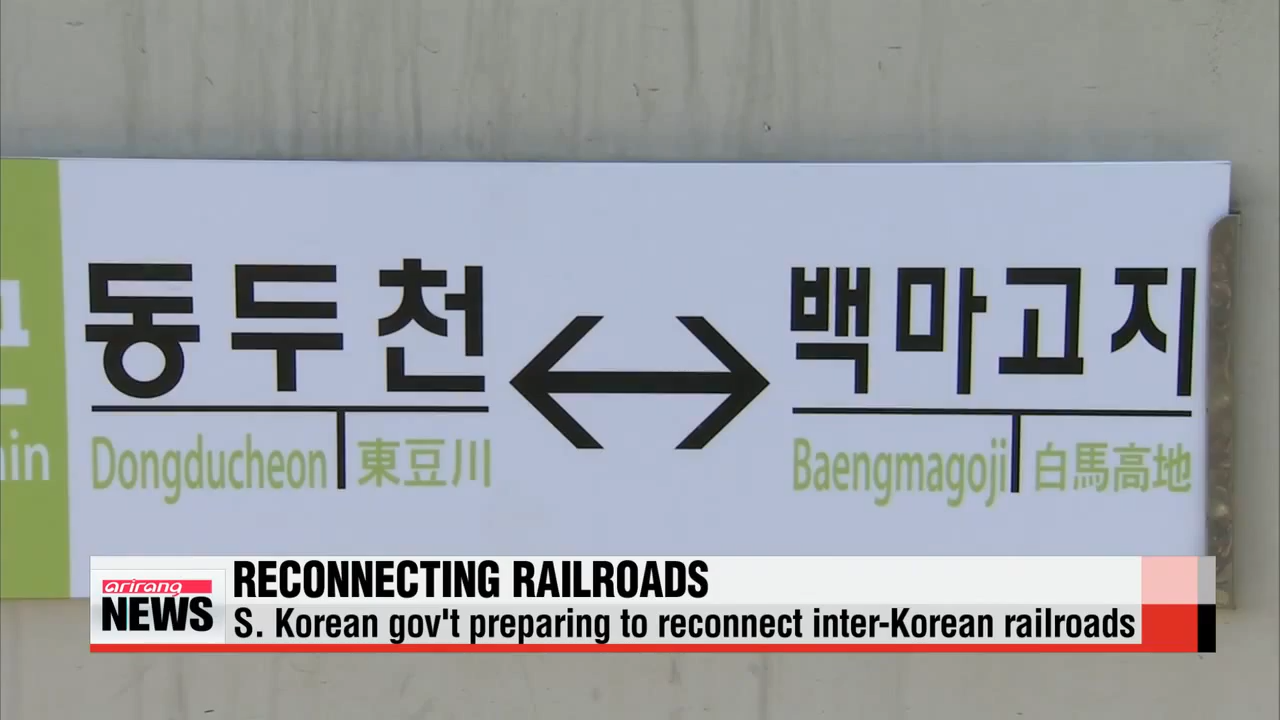 동두천 백마고지
Dongducheon 東豆川 Baengmagoji 白馬高地
arirang NEWS
RECONNECTING RAILROADS
S. Korean gov't preparing to reconnect inter-Korean railroads